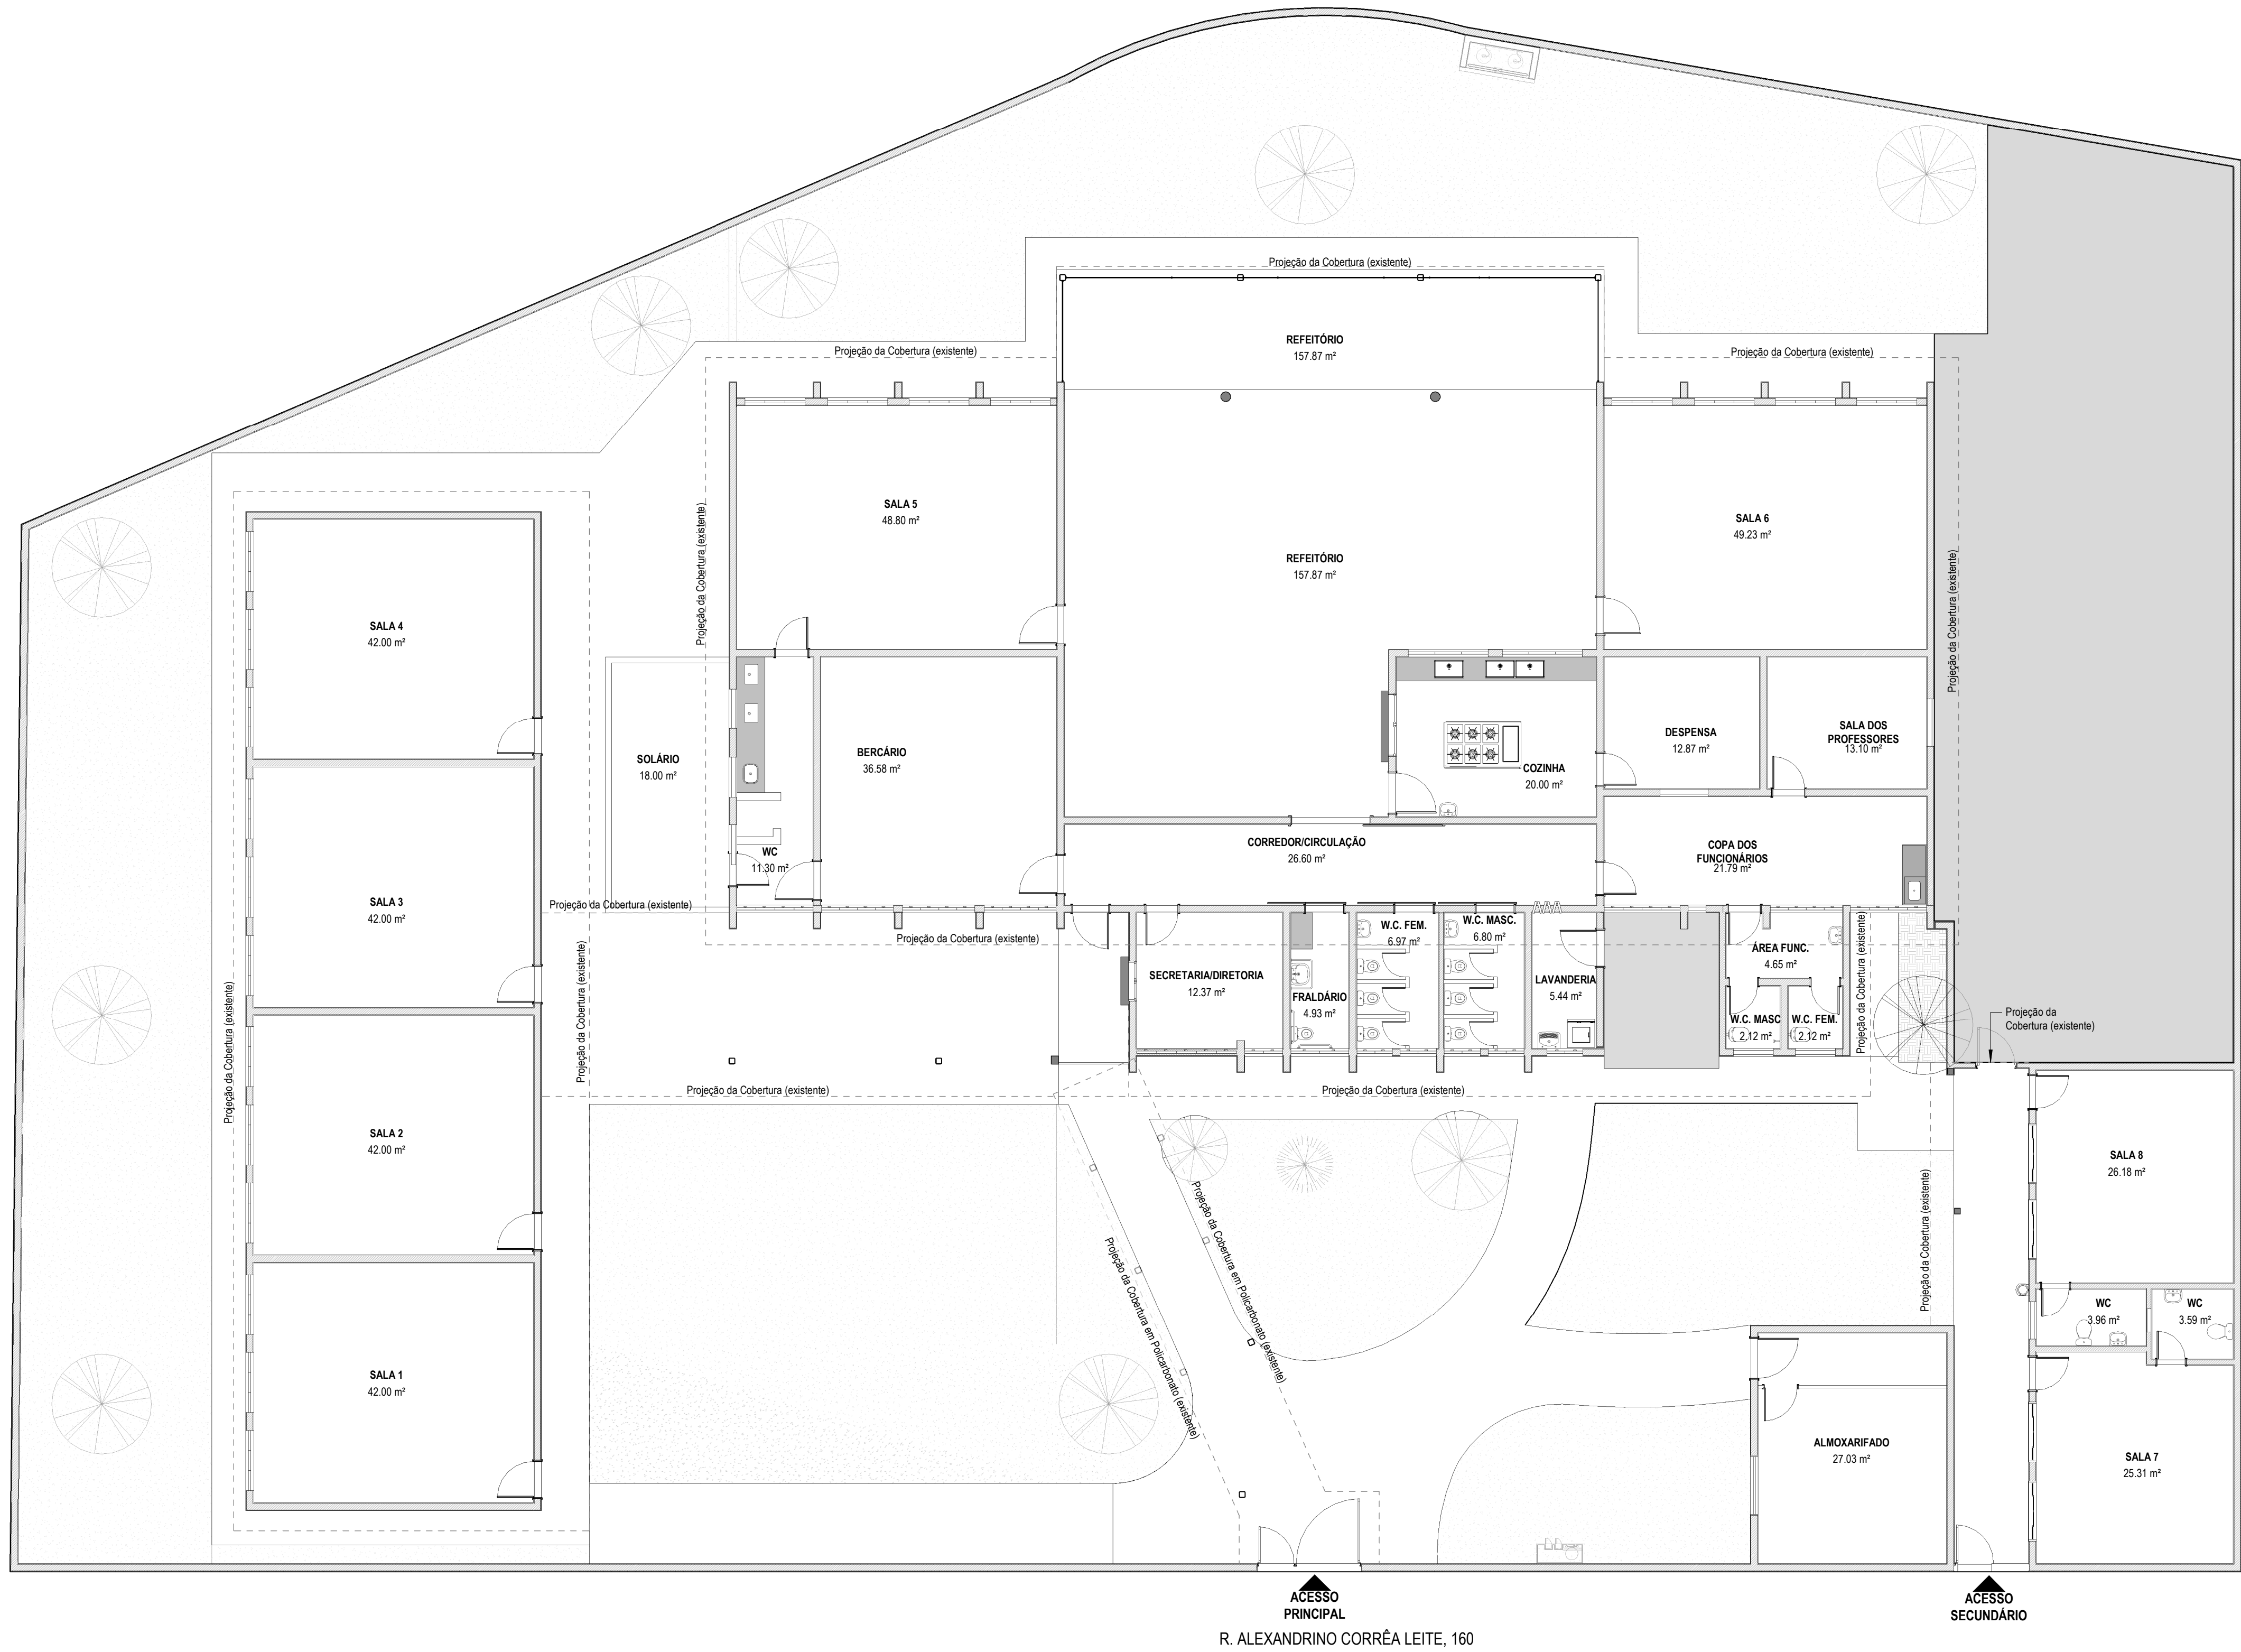 Projeção da Cobertura (existente)
REFEITÓRIO
157.87 m²
Projeção da Cobertura (existente)
Projeção da Cobertura (existente)
SALA 5
48.80 m²
SALA 6
49.23 m²
Projeção da Cobertura (existente)
REFEITÓRIO
157.87 m²
Projeção da Cobertura (existente)
SALA 4
42.00 m²
SOLÁRIO
18.00 m²
BERCÁRIO
36.58 m²
COZINHA
20.00 m²
DESPENSA
12.87 m²
SALA DOS
PROFESSORES
13.10 m²
WC
11.30 m²
CORREDOR/CIRCULAÇÃO
26.60 m²
COPA DOS
FUNCIONÁRIOS
21.79 m²
SALA 3
42.00 m²
Projeção da Cobertura (existente)
Projeção da Cobertura (existente)
W.C. FEM.
6.97 m²
W.C. MASC.
6.80 m²
SECRETARIA/DIRETORIA
12.37 m²
FRALDÁRIO
4.93 m²
LAVANDERIA
5.44 m²
ÁREA FUNC.
4.65 m²
W.C. MASC
2.12 m²
W.C. FEM.
2.12 m²
Projeção da Cobertura (existente)
Projeção da
Cobertura (existente)
Projeção da Cobertura (existente)
Projeção da Cobertura (existente)
Projeção da Cobertura (existente)
Projeção da Cobertura (existente)
SALA 2
42.00 m²
SALA 8
26.18 m²
Projeção da Cobertura em Policarbonato (existente)
Projeção da Cobertura em Policarbonato (existente)
Projeção da Cobertura (existente)
WC
3.96 m²
WC
3.59 m²
SALA 1
42.00 m²
ALMOXARIFADO
27.03 m²
SALA 7
25.31 m²
ACESSO
PRINCIPAL
ACESSO
SECUNDÁRIO
R. ALEXANDRINO CORRÊA LEITE, 160